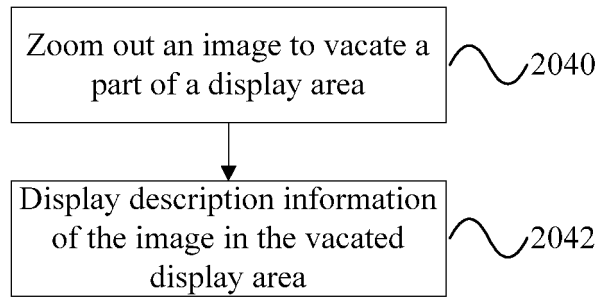 Zoom out an image to vacate a
part of a display area
2040
Display description information
of the image in the vacated
display area
2042